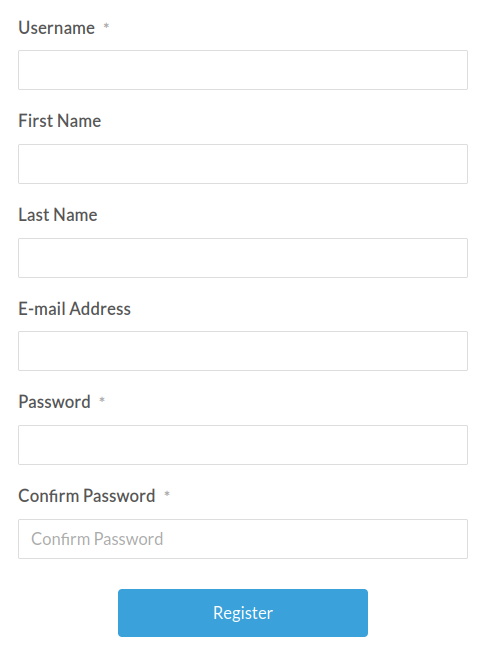 Username *
First Name
Last Name
E-mail Address
Password *
Confirm Password *
Confirm Password
Register